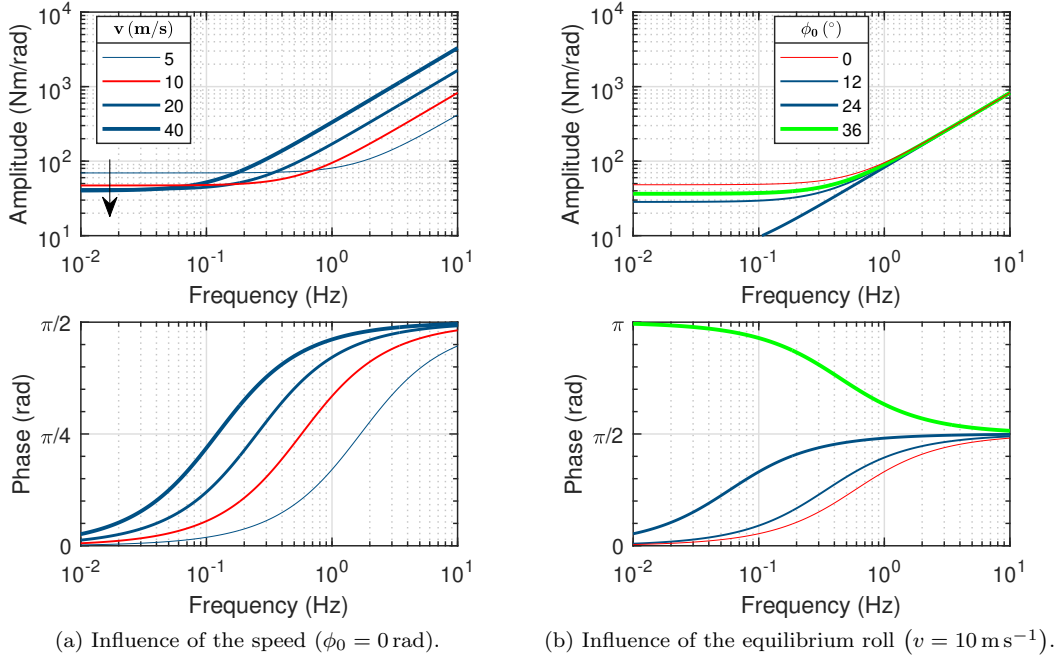 10^4
10^3
10^2
10^1
Amplitude (Nm/rad)
v (m/s)
5
10
20
40
10^-2
10^-1
10^0
10^1
Frequency (Hz)
π/2
π/4
0
Phase (rad)
10^-2
10^-1
10^0
10^1
Frequency (Hz)
(a) Influence of the speed (ϕ₀ = 0 rad).
10^4
10^3
10^2
10^1
Amplitude (Nm/rad)
ϕ₀ (°)
0
12
24
36
10^-2
10^-1
10^0
10^1
Frequency (Hz)
π
π/2
0
Phase (rad)
10^-2
10^-1
10^0
10^1
Frequency (Hz)
(b) Influence of the equilibrium roll (v = 10 m s⁻¹).